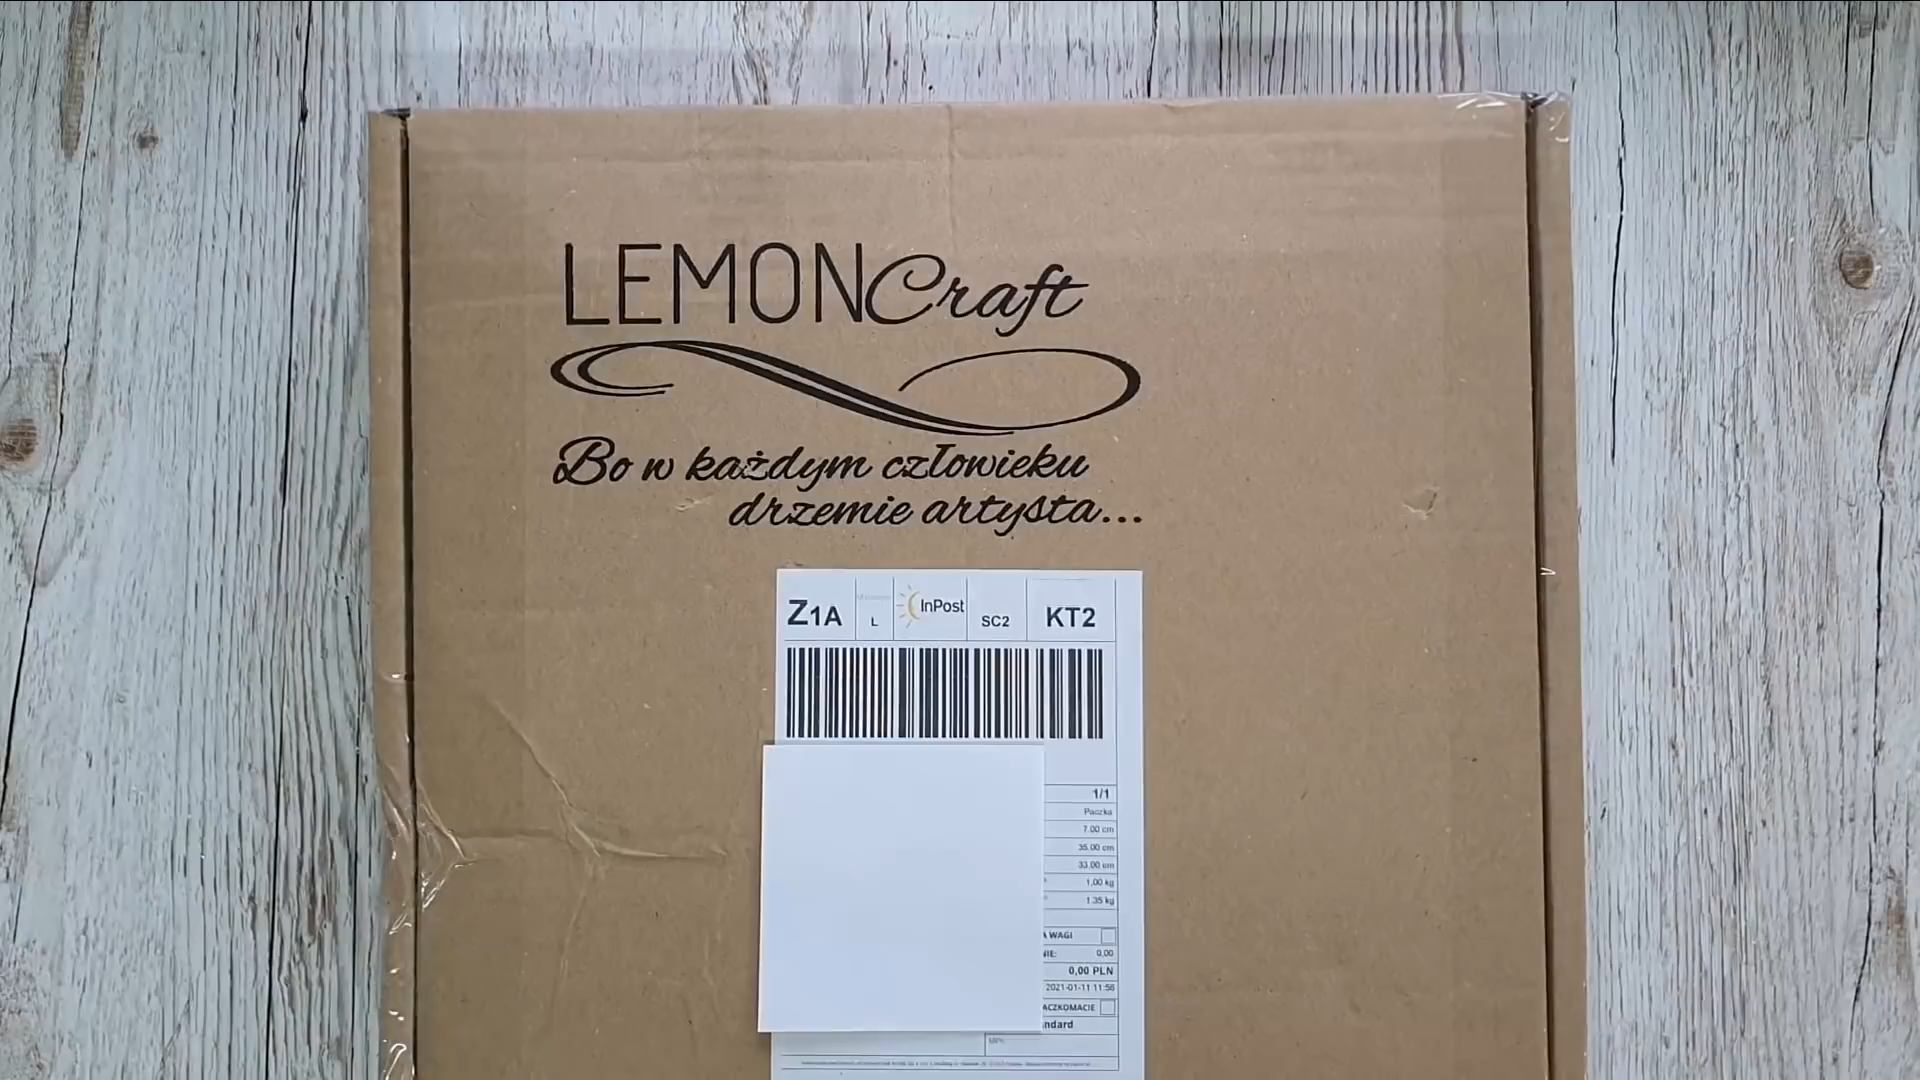 LEMONCraft
Bo w każdym człowieku
drzemie artysta...
Z1A
L
InPost
SC2
KT2
1/1
Paczka
7.00 cm
35.00 cm
33.00 cm
1,00 kg
1.35 kg
A WAGI
NIE: 0,00
0,00 PLN
2021-01-11 11:56
ACZKOMACIE
ndard
MPK: